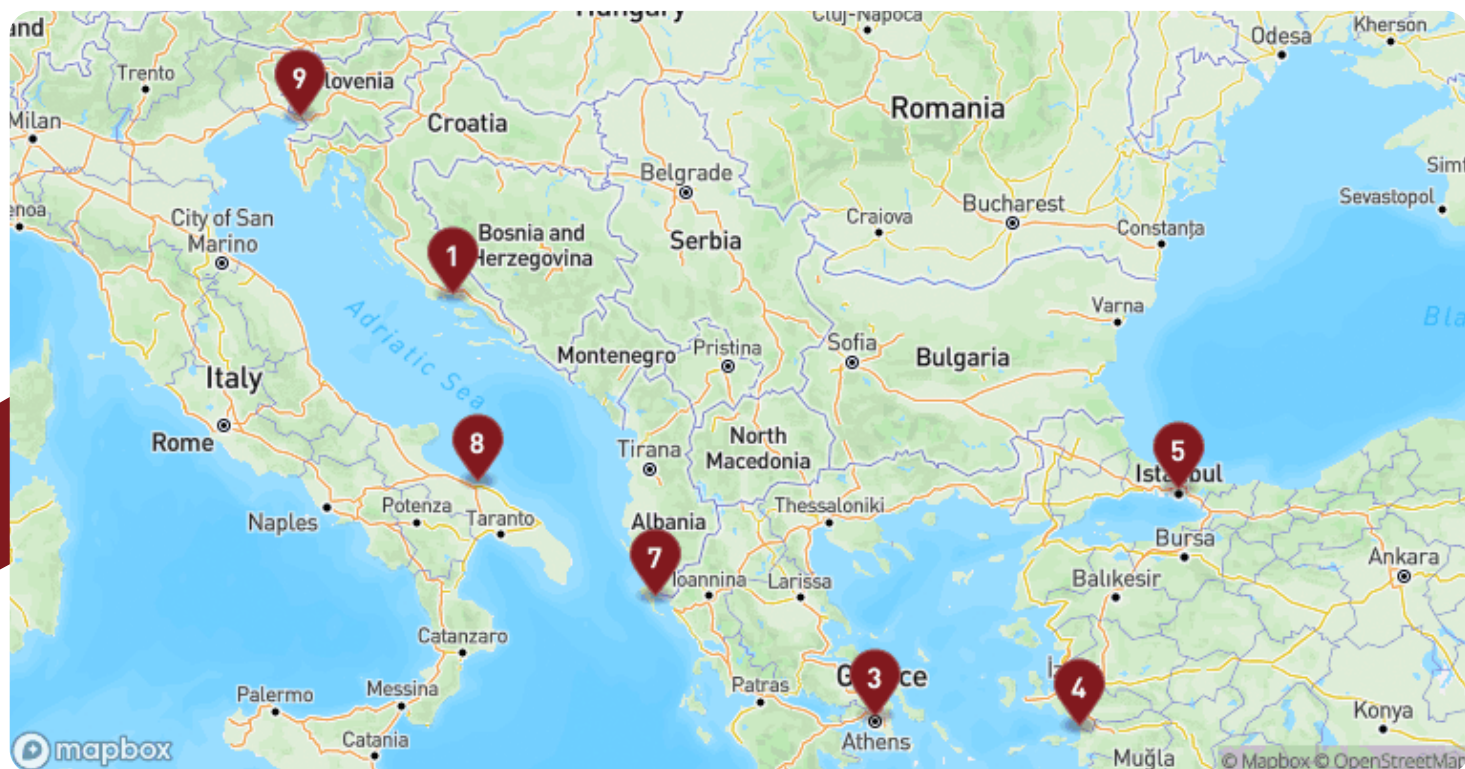 Hungary
Cluj-Napoca
Kherson
and
Odesa
Trento
9
Slovenia
Milan
Croatia
Romania
Belgrade
Simf
Sevastopol
enoa
City of San
Marino
Craiova
Bucharest
Constanța
1
Bosnia and
Herzegovina
Serbia
Varna
Adriatic Sea
Bla
Montenegro
Pristina
Sofia
Bulgaria
Italy
Rome
8
Tirana
North
Macedonia
5
Istanbul
Naples
Potenza
Taranto
Albania
Thessaloniki
7
Ioannina
Larissa
Bursa
Balıkesir
Ankara
Catanzaro
Palermo
Messina
Patras
3
Greece
4
İz
Athens
Konya
Catania
Muğla
mapbox
© Mapbox © OpenStreetMap